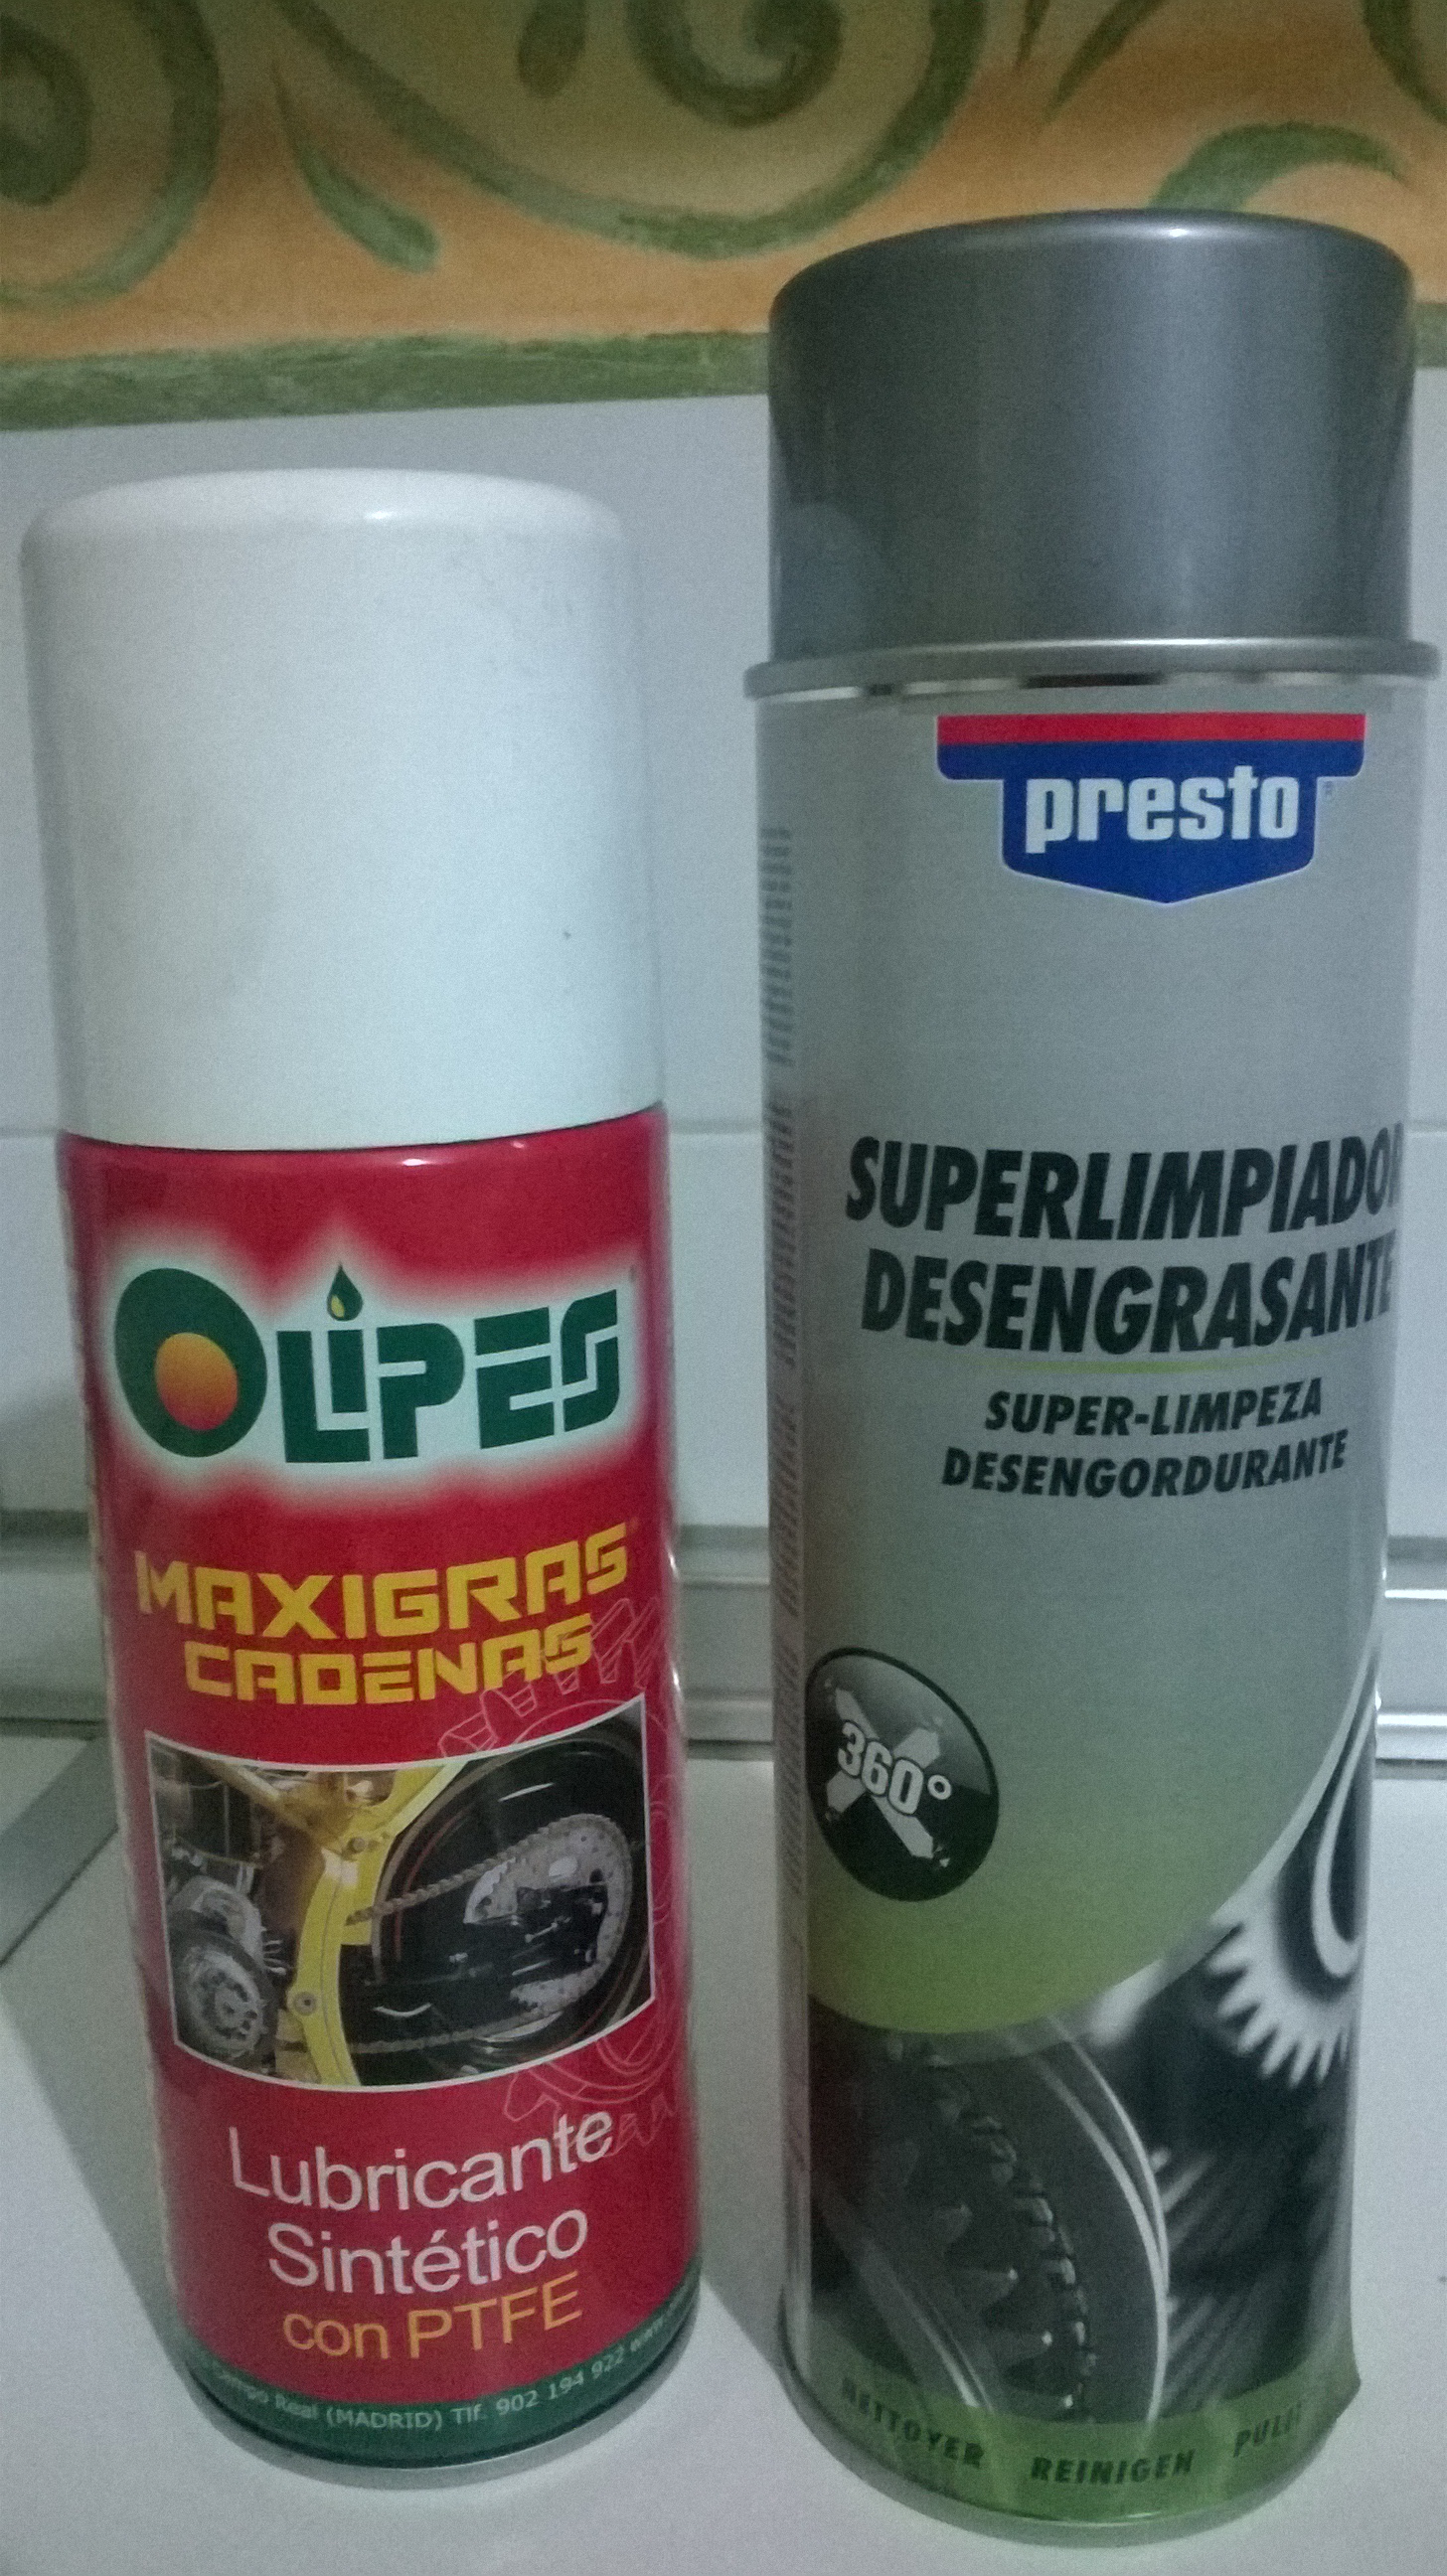 OLIPES
MAXIGRAS
CADENAS
Lubricante
Sintético
con PTFE
Real (MADRID) Tlf. 902 194 922
presto
SUPERLIMPIADOR
DESENGRASANTE
SUPER-LIMPEZA
DESENGORDURANTE
360°
NETTOYER REINIGEN